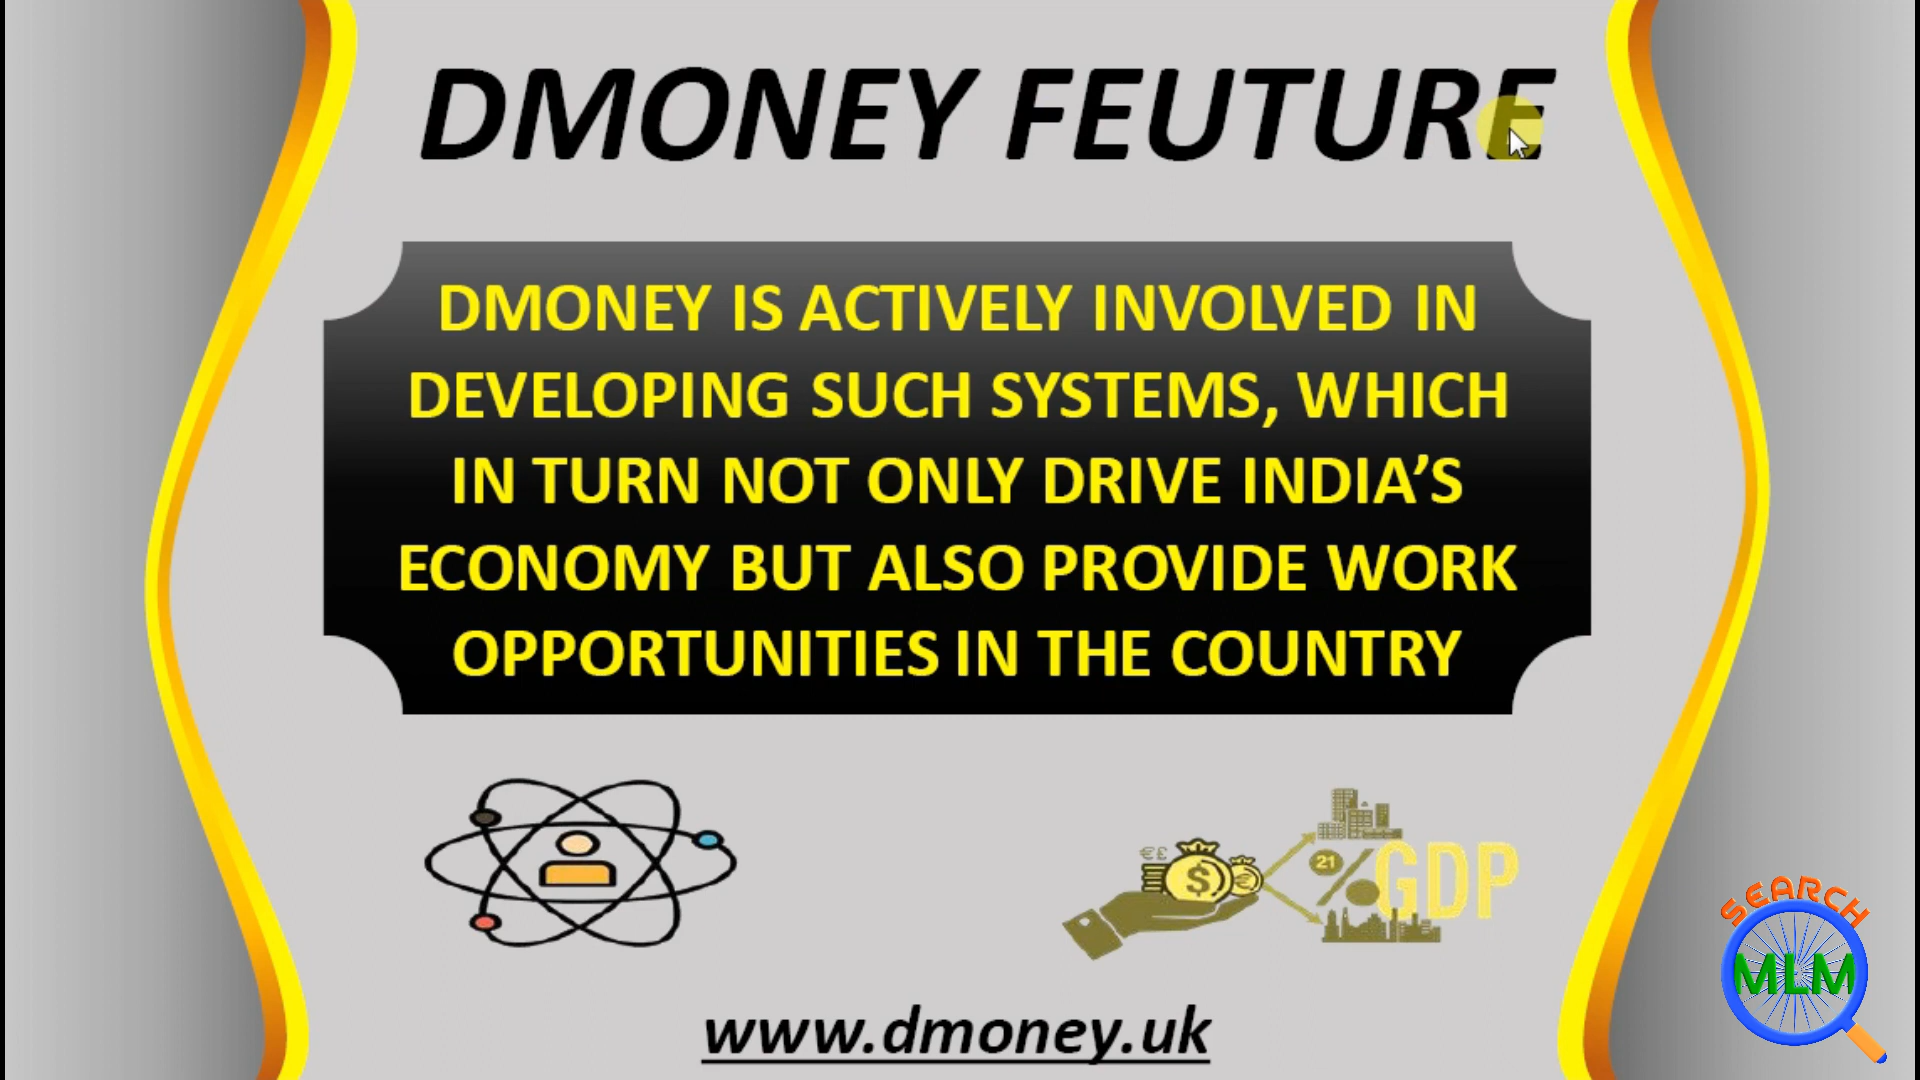 DMONEY FEUTURE
DMONEY IS ACTIVELY INVOLVED IN
DEVELOPING SUCH SYSTEMS, WHICH
IN TURN NOT ONLY DRIVE INDIA’S
ECONOMY BUT ALSO PROVIDE WORK
OPPORTUNITIES IN THE COUNTRY
€£
$
€
21
%
GDP
SEARCH
MLM
www.dmoney.uk